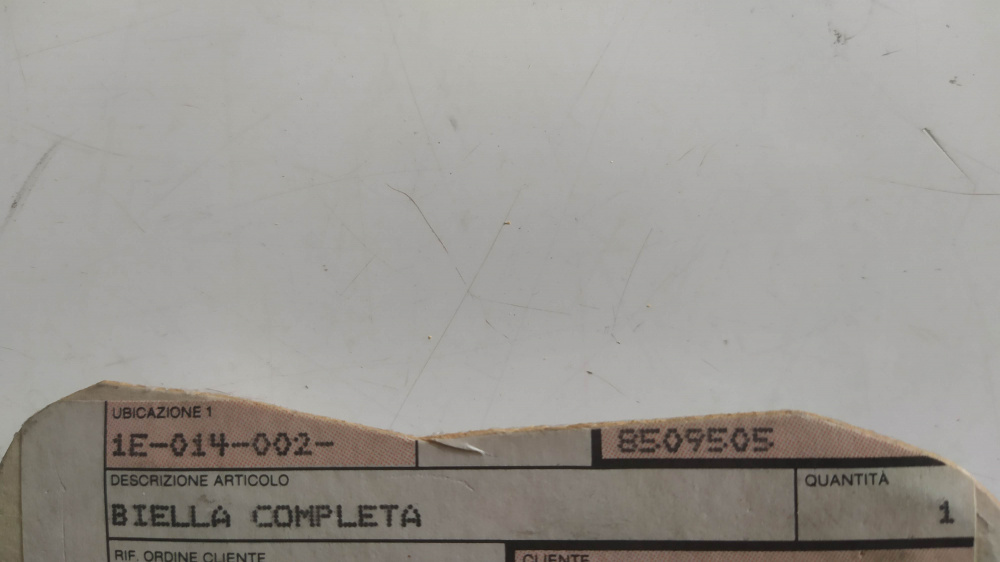 UBICAZIONE 1
1E-014-002- 8509505
DESCRIZIONE ARTICOLO QUANTITÀ
BIELLA COMPLETA 1
RIF. ORDINE CLIENTE CLIENTE